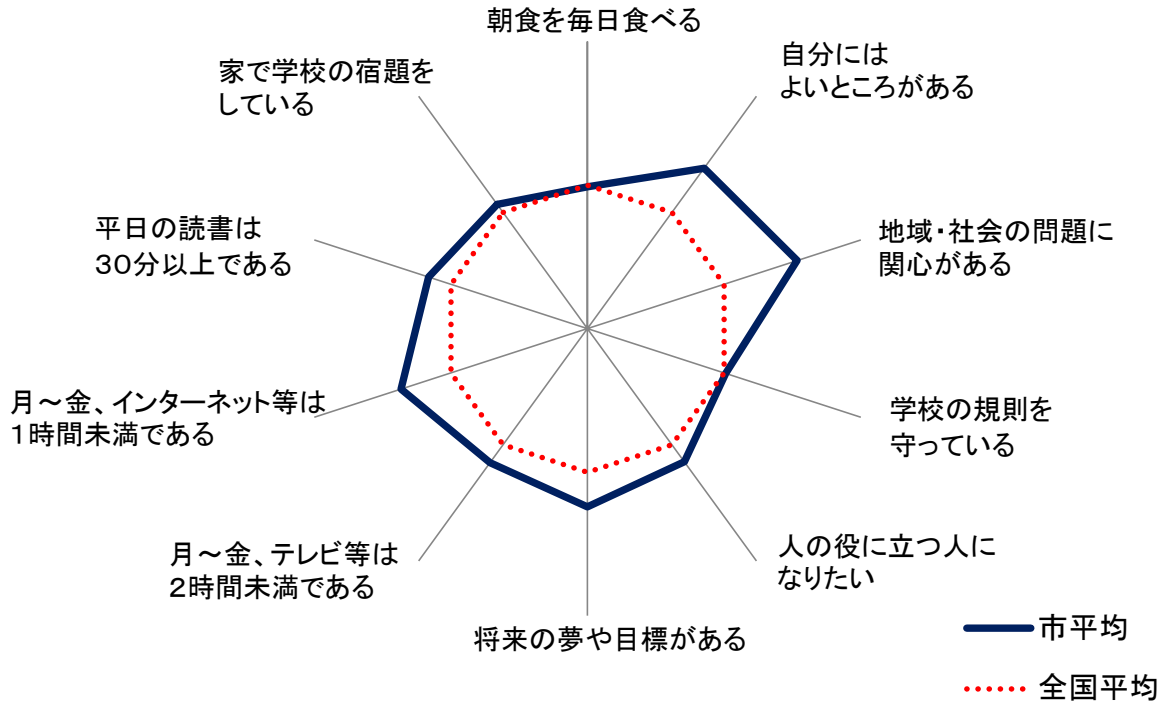 朝食を毎日食べる
自分には
よいところがある
地域・社会の問題に
関心がある
学校の規則を
守っている
人の役に立つ人に
なりたい
将来の夢や目標がある
月～金、テレビ等は
２時間未満である
月～金、インターネット等は
１時間未満である
平日の読書は
３０分以上である
家で学校の宿題を
している
市平均
全国平均